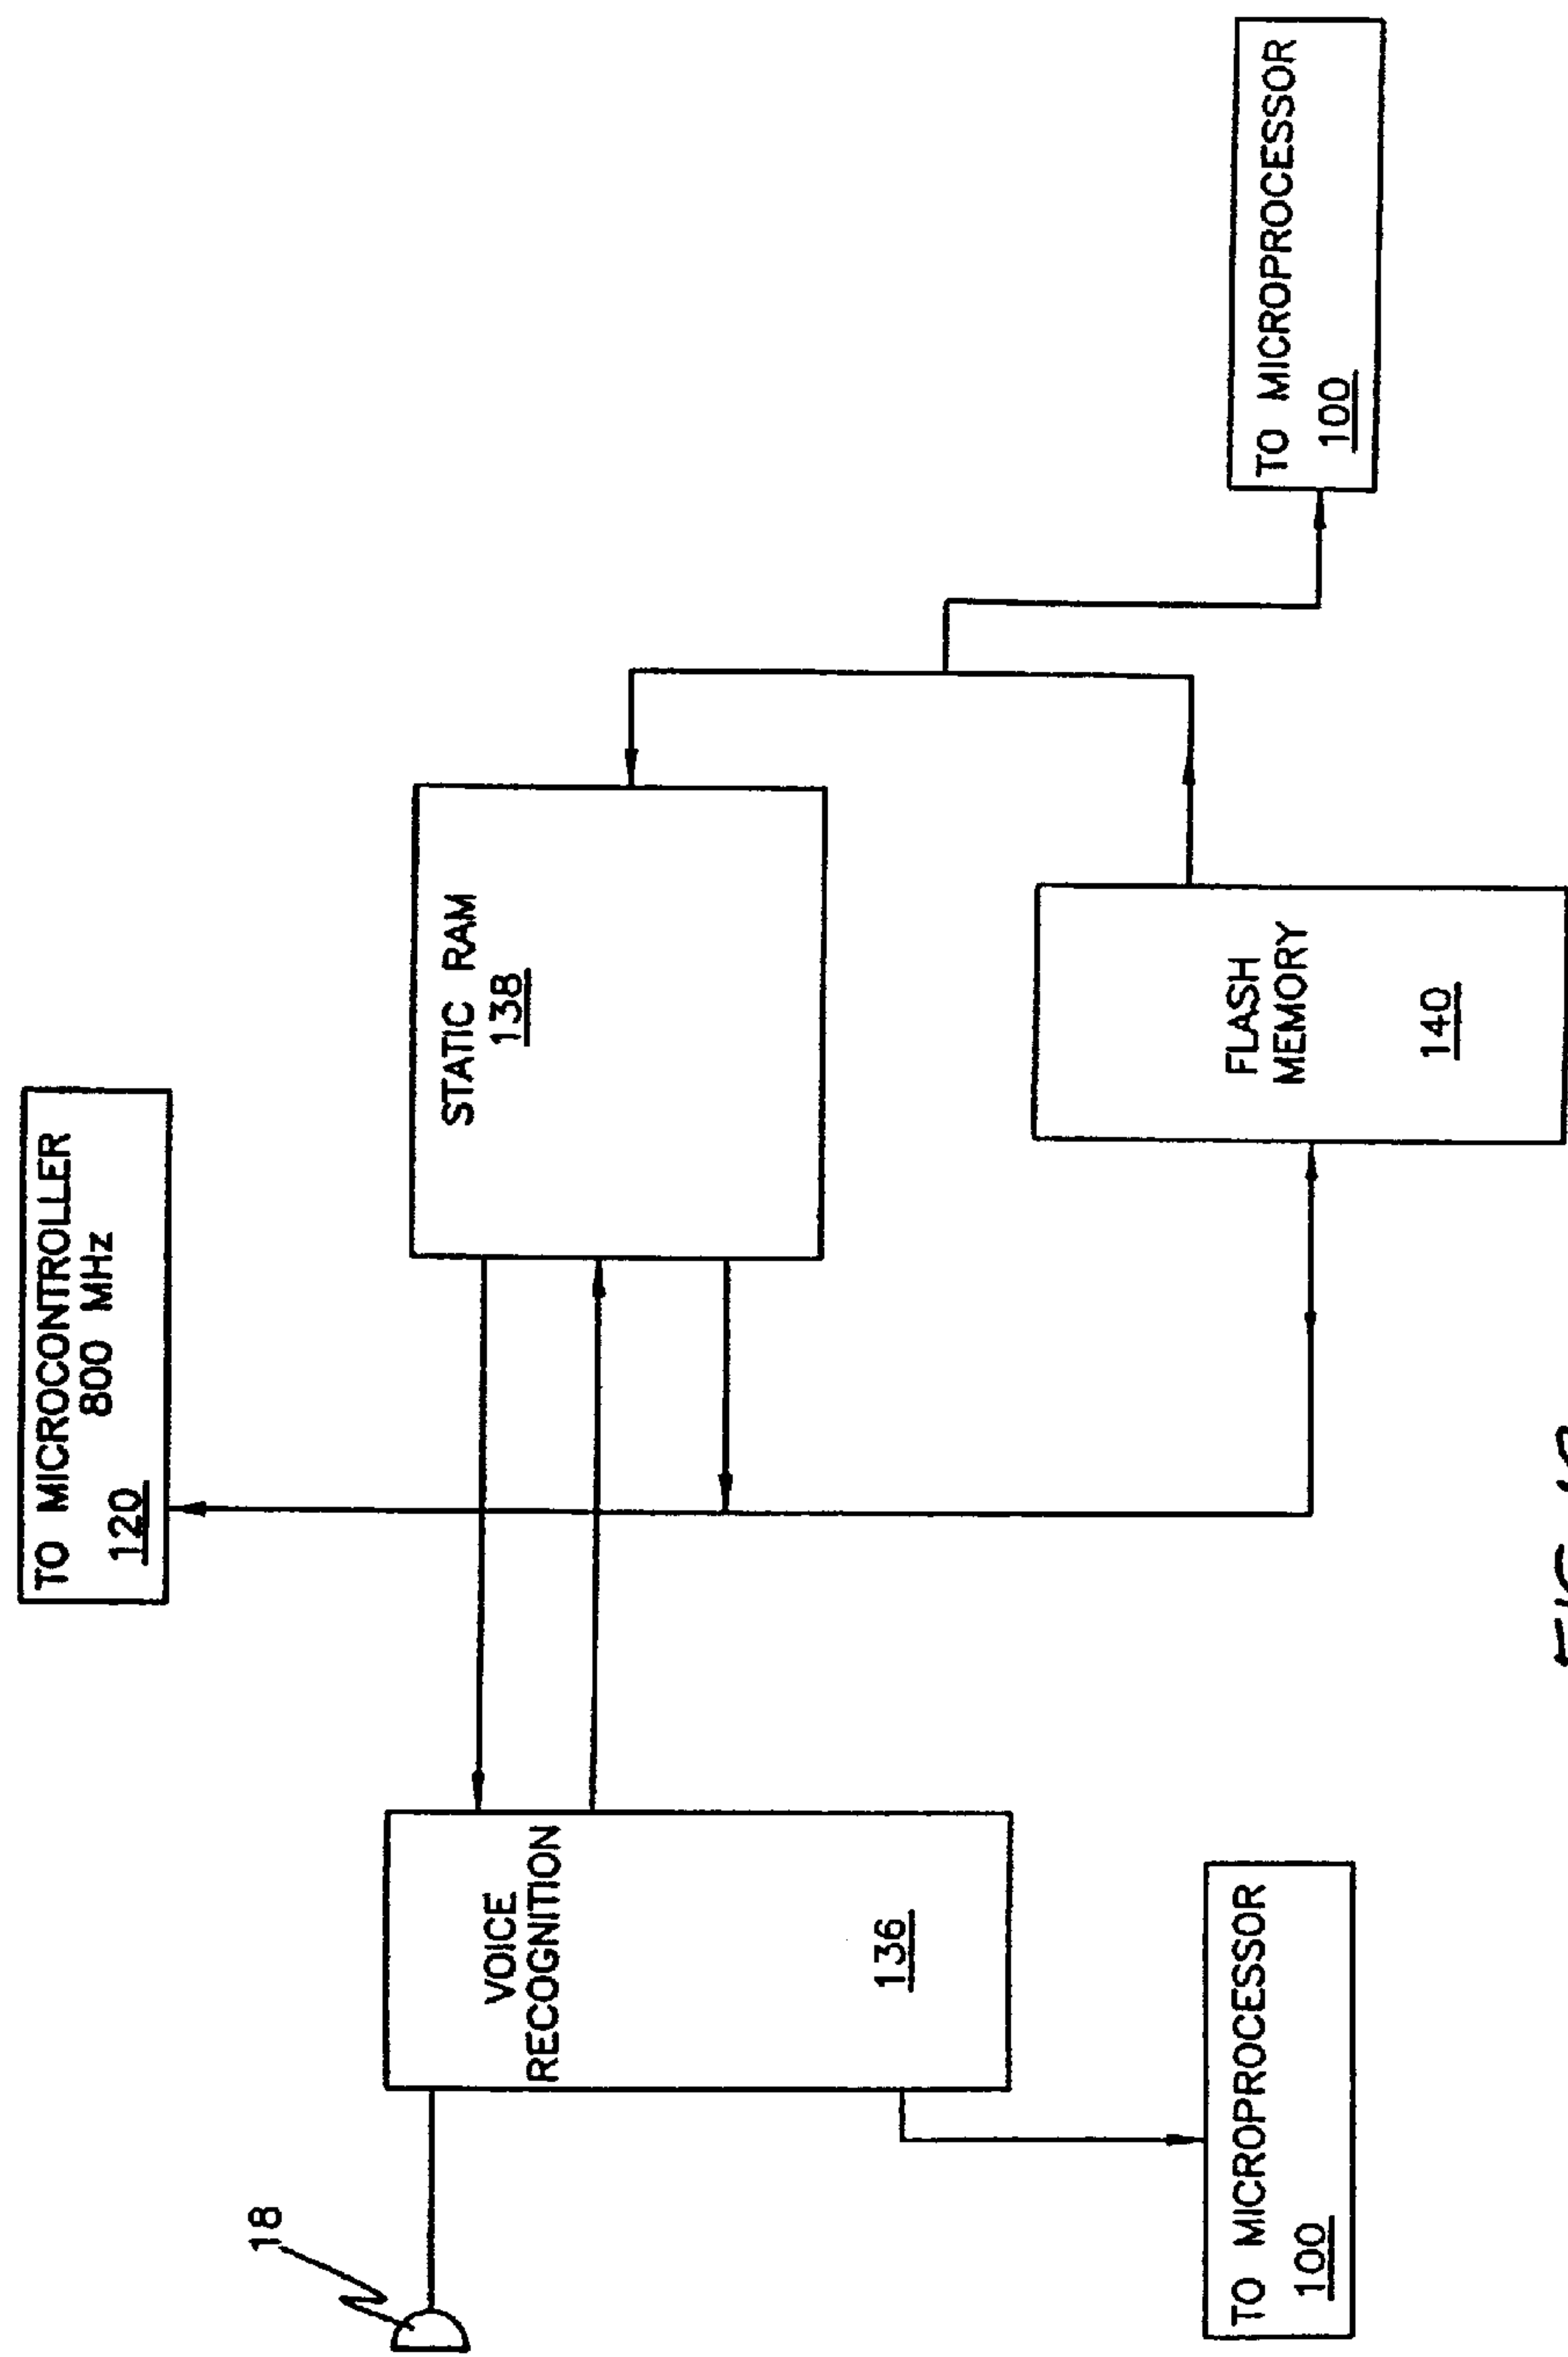 TO MICROCONTROLLER
800 MHz
120
STATIC RAM
138
VOICE
RECOGNITION
136
18
FLASH
MEMORY
140
TO MICROPROCESSOR
100
TO MICROPROCESSOR
100